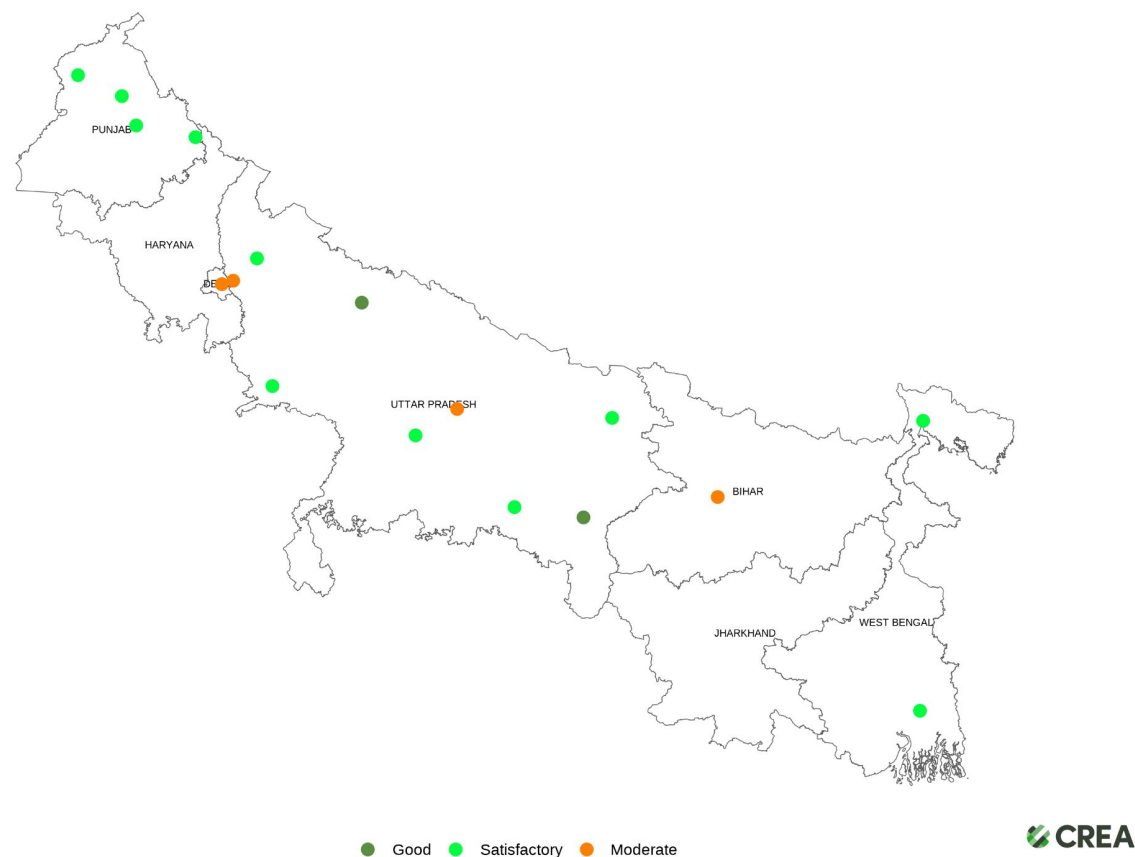 PUNJAB
HARYANA
UTTAR PRADESH
BIHAR
WEST BENGAL
JHARKHAND
Good Satisfactory Moderate
CREA